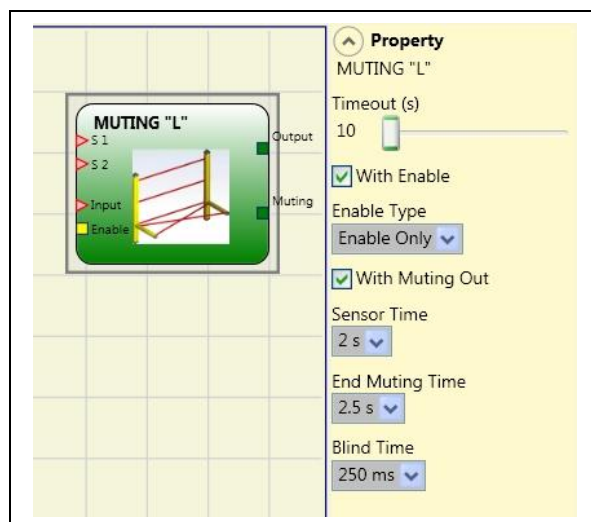 MUTING "L"
S 1
S 2
Input
Enable
Output
Muting
Property
MUTING "L"
Timeout (s)
10
With Enable
Enable Type
Enable Only
With Muting Out
Sensor Time
2 s
End Muting Time
2.5 s
Blind Time
250 ms